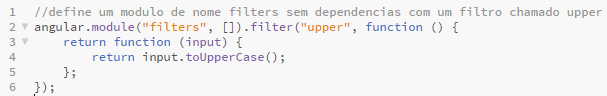 1 //define um modulo de nome filters sem dependencias com um filtro chamado upper
2 angular.module("filters", []).filter("upper", function () {
3 return function (input) {
4 return input.toUpperCase();
5 };
6 });